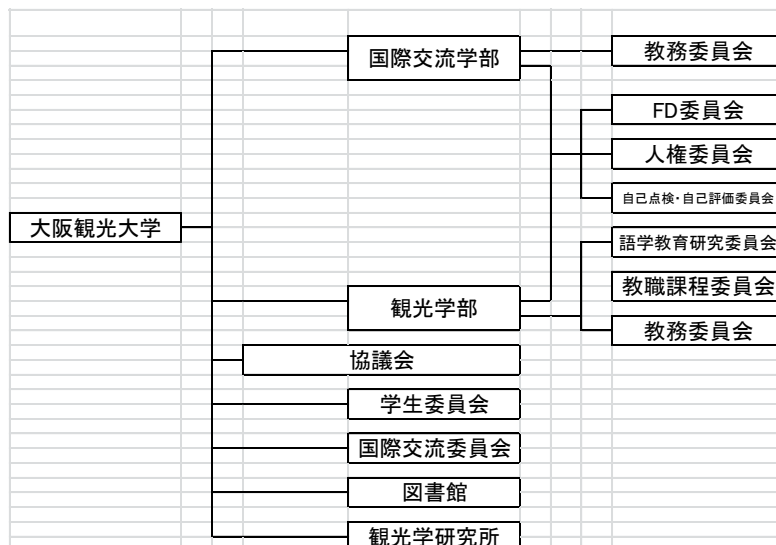 国際交流学部
教務委員会
FD委員会
人権委員会
自己点検・自己評価委員会
大阪観光大学
語学教育研究委員会
教職課程委員会
観光学部
教務委員会
協議会
学生委員会
国際交流委員会
図書館
観光学研究所